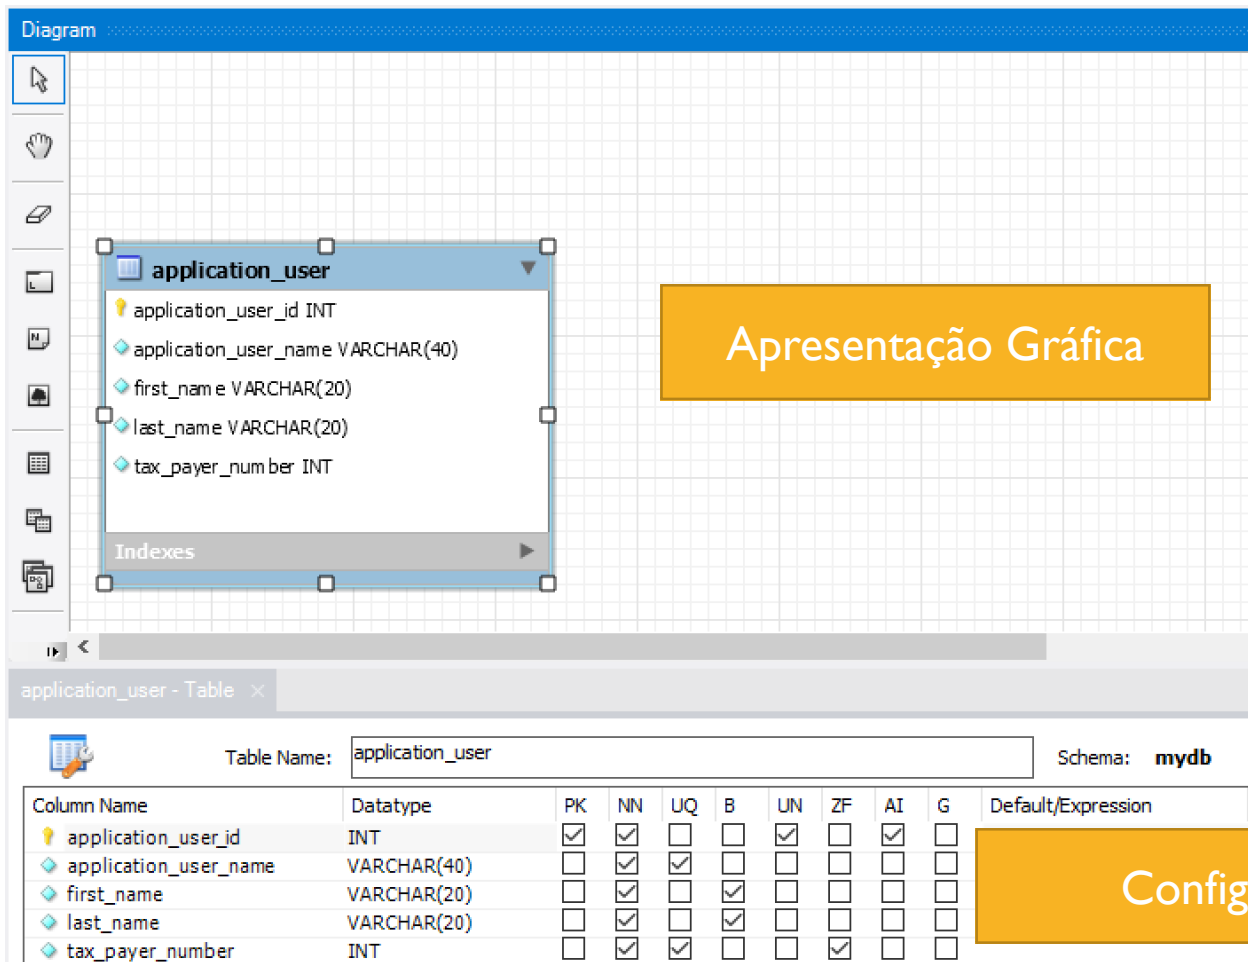 Diagram
application_user
application_user_id INT
application_user_name VARCHAR(40)
first_name VARCHAR(20)
last_name VARCHAR(20)
tax_payer_number INT
Indexes
Apresentação Gráfica
application_user - Table ×
Table Name: application_user Schema: mydb
Column Name Datatype PK NN UQ B UN ZF AI G Default/Expression
application_user_id INT
application_user_name VARCHAR(40)
first_name VARCHAR(20)
last_name VARCHAR(20)
tax_payer_number INT
Config